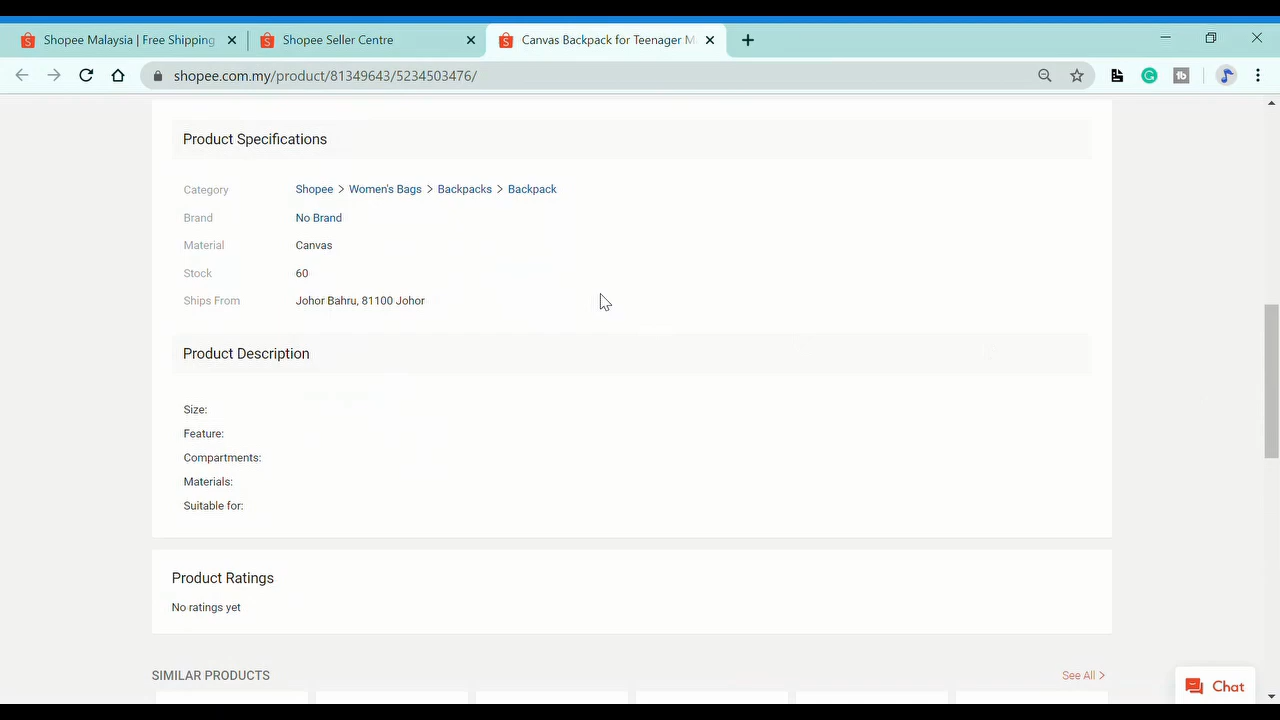 Shopee Malaysia | Free Shipping
Shopee Seller Centre
Canvas Backpack for Teenager M
shopee.com.my/product/81349643/5234503476/
Product Specifications
Category Shopee > Women's Bags > Backpacks > Backpack
Brand No Brand
Material Canvas
Stock 60
Ships From Johor Bahru, 81100 Johor
Product Description
Size:
Feature:
Compartments:
Materials:
Suitable for:
Product Ratings
No ratings yet
SIMILAR PRODUCTS See All >
Chat